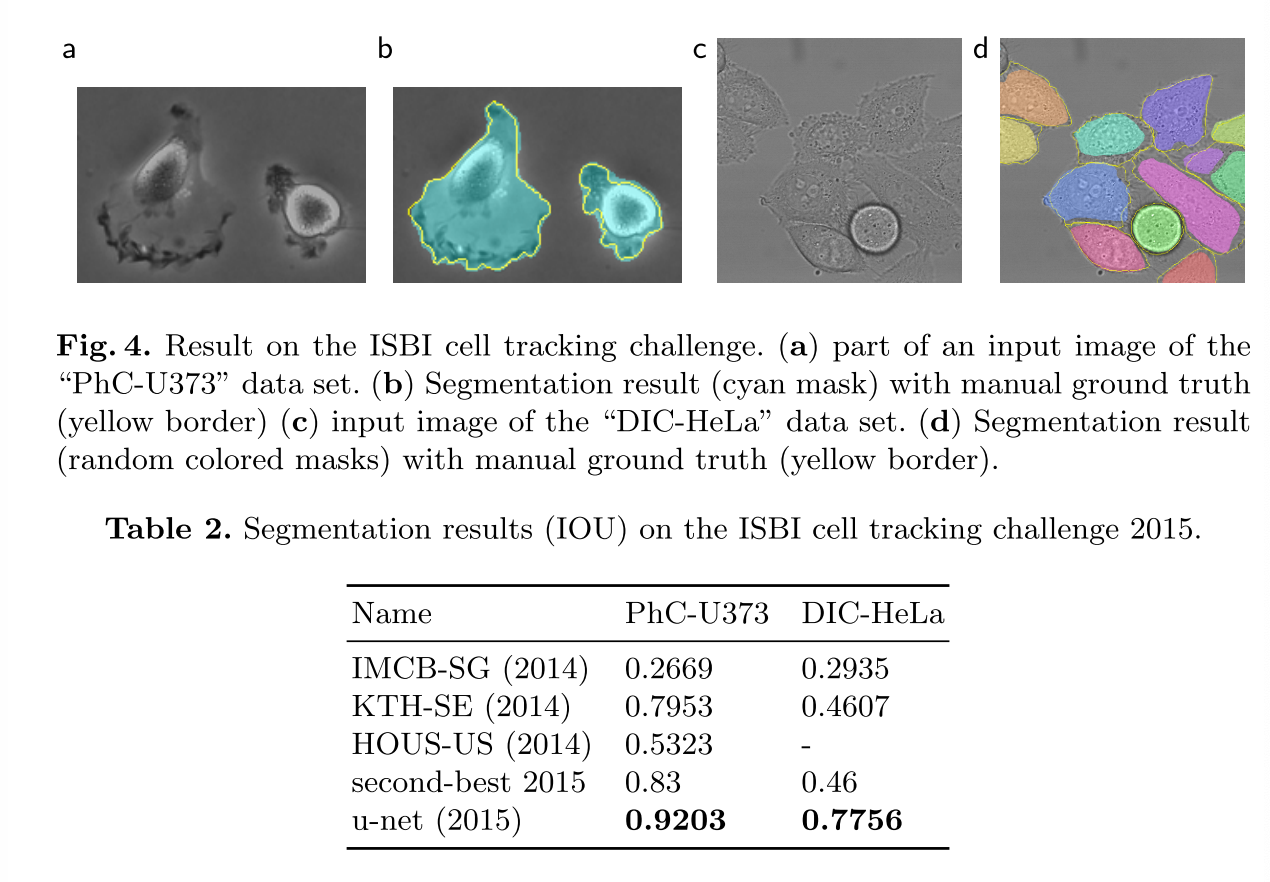 a b c d
Fig. 4. Result on the ISBI cell tracking challenge. (a) part of an input image of the
“PhC-U373” data set. (b) Segmentation result (cyan mask) with manual ground truth
(yellow border) (c) input image of the “DIC-HeLa” data set. (d) Segmentation result
(random colored masks) with manual ground truth (yellow border).
Table 2. Segmentation results (IOU) on the ISBI cell tracking challenge 2015.
Name PhC-U373 DIC-HeLa
IMCB-SG (2014) 0.2669 0.2935
KTH-SE (2014) 0.7953 0.4607
HOUS-US (2014) 0.5323 -
second-best 2015 0.83 0.46
u-net (2015) 0.9203 0.7756